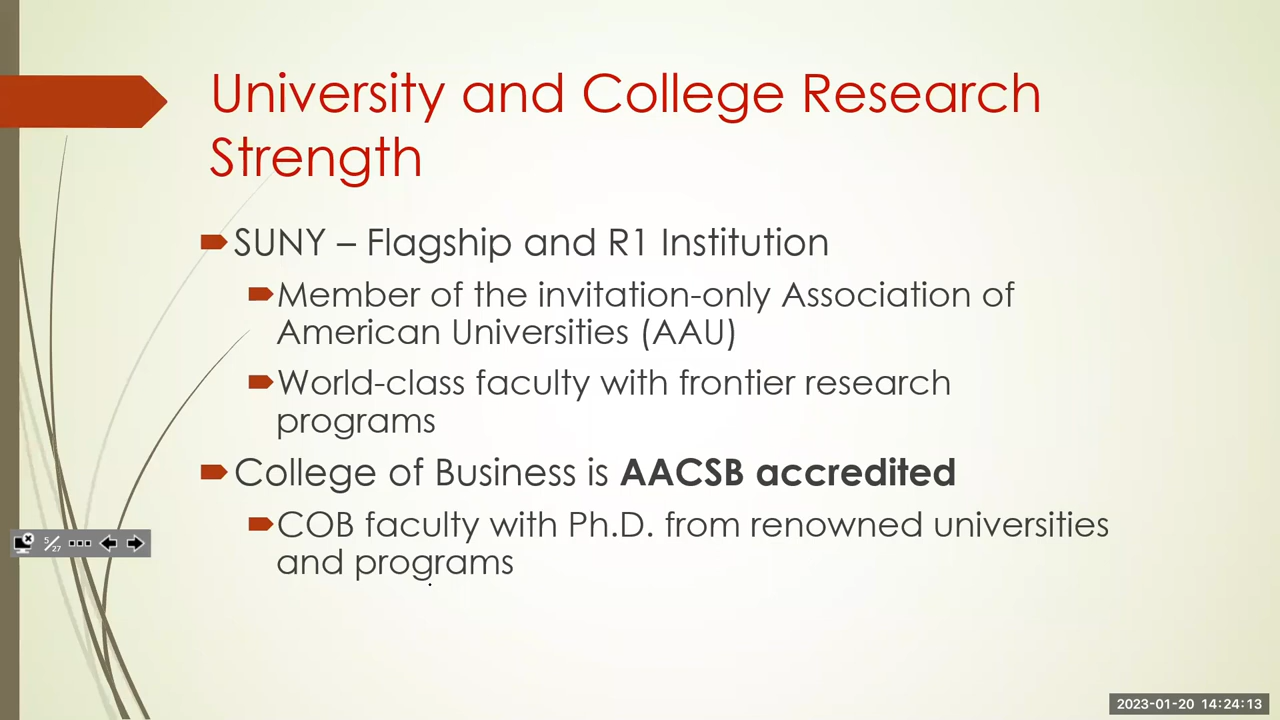 University and College Research
Strength
SUNY – Flagship and R1 Institution
Member of the invitation-only Association of
American Universities (AAU)
World-class faculty with frontier research
programs
College of Business is AACSB accredited
COB faculty with Ph.D. from renowned universities
and programs
5/27
2023-01-20 14:24:13